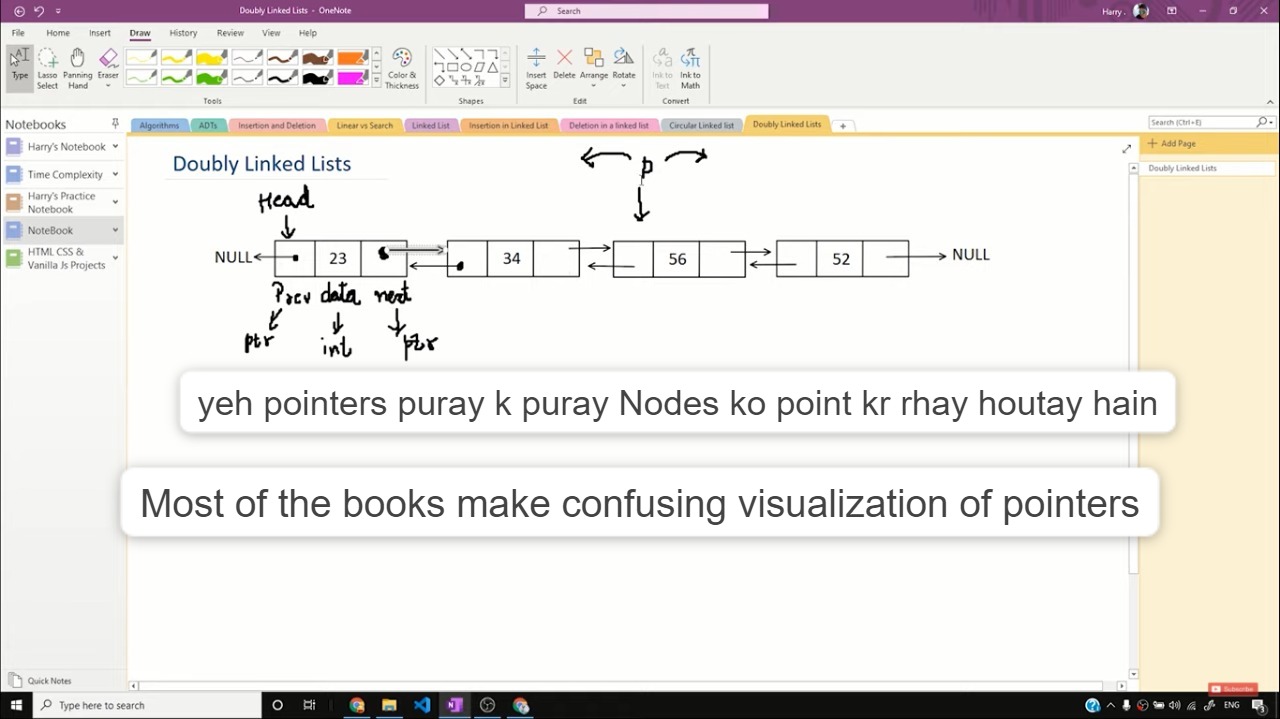 Doubly Linked Lists - OneNote
Search
Harry .
File Home Insert Draw History Review View Help
Type
Lasso Select
Panning Hand
Eraser
Color & Thickness
Insert Space
Delete
Arrange
Rotate
Ink to Text
Ink to Math
Tools
Shapes
Edit
Convert
Notebooks
Algorithms
ADTs
Insertion and Deletion
Linear vs Search
Linked List
Insertion in Linked List
Deletion in a linked list
Circular Linked list
Doubly Linked Lists
Search (Ctrl+E)
Harry's Notebook
Time Complexity
Harry's Practice Notebook
NoteBook
HTML CSS & Vanilla Js Projects
Add Page
Doubly Linked Lists
Doubly Linked Lists
p
Head
NULL 23 34 56 52 NULL
Prev data next
ptr int ptr
yeh pointers puray k puray Nodes ko point kr rhay houtay hain
Most of the books make confusing visualization of pointers
Quick Notes
Subscribe
Type here to search
ENG